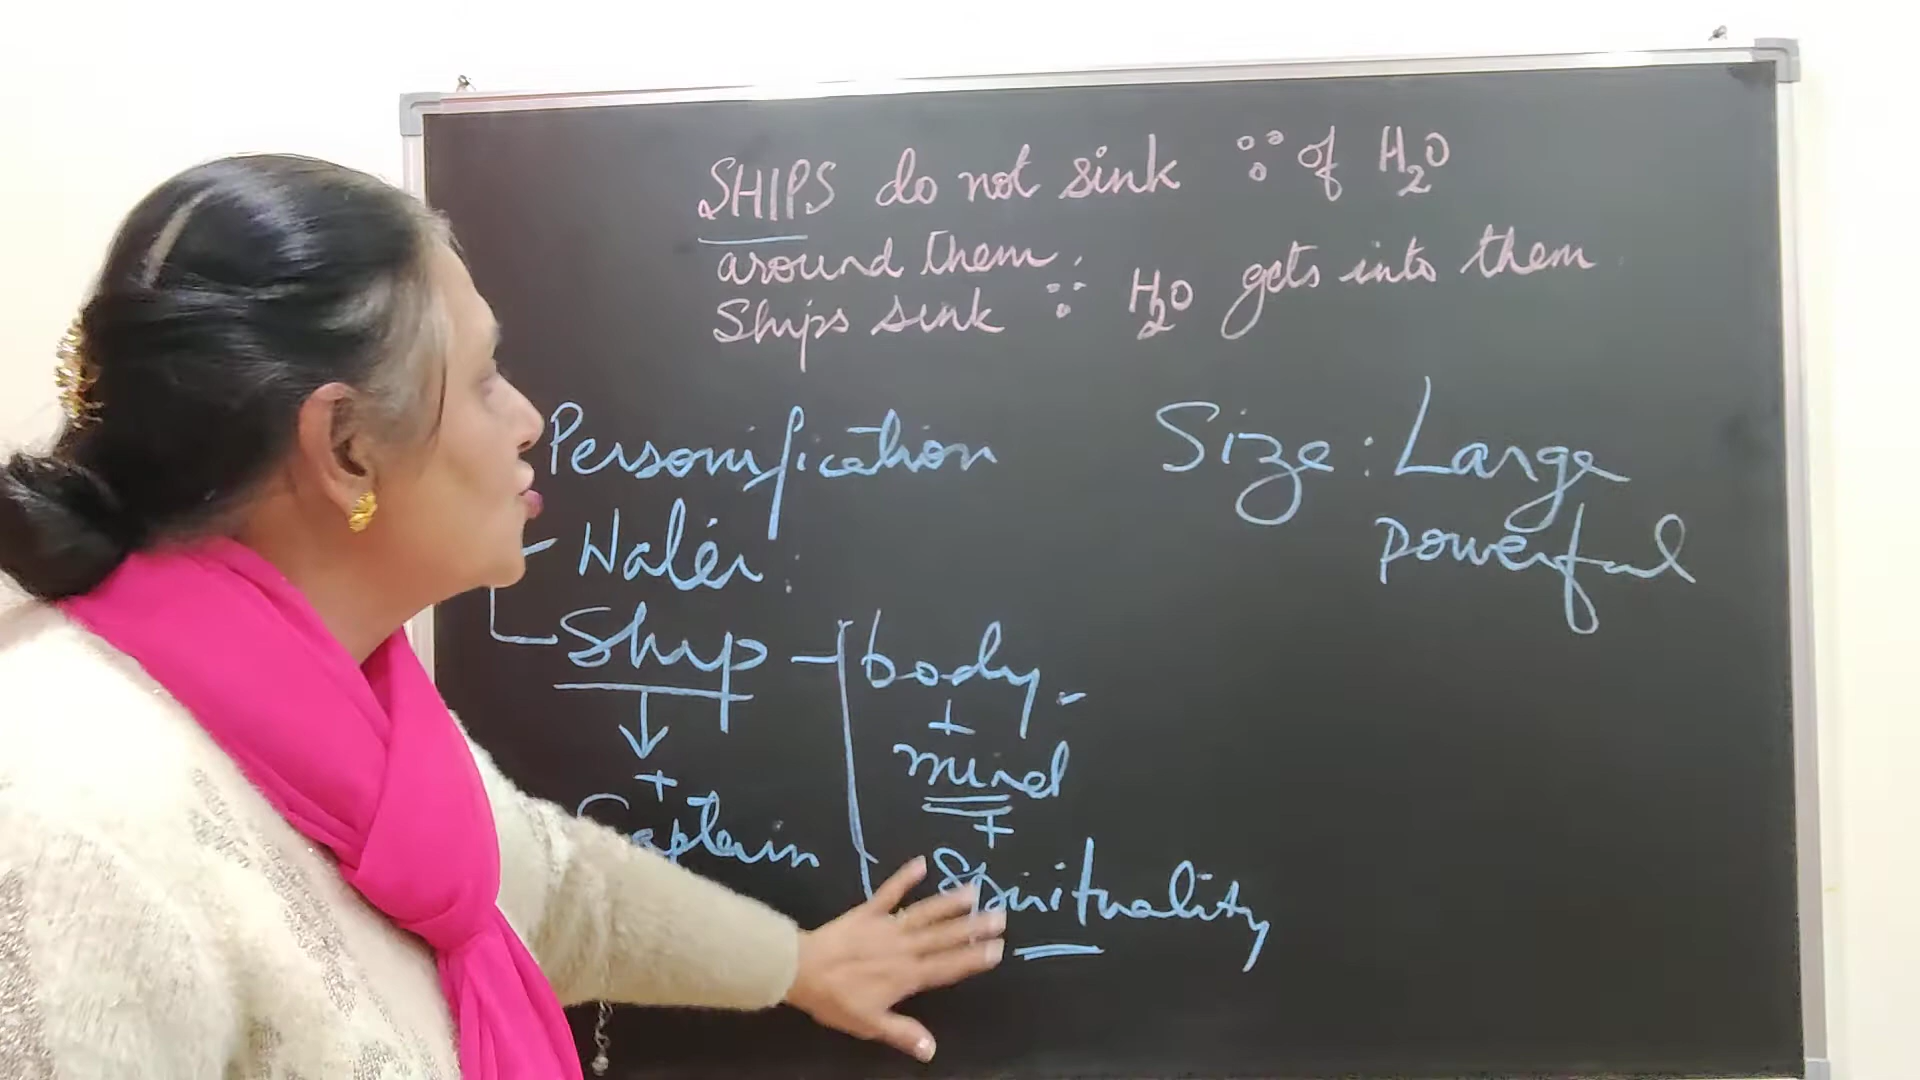 SHIPS do not sink ∵ of H₂O
around them.
Ships sink ∵ H₂O gets into them
Personification
Water
Ship - body
+
mind
+
Spirituality
↓
+
Captain
Size: Large
powerful